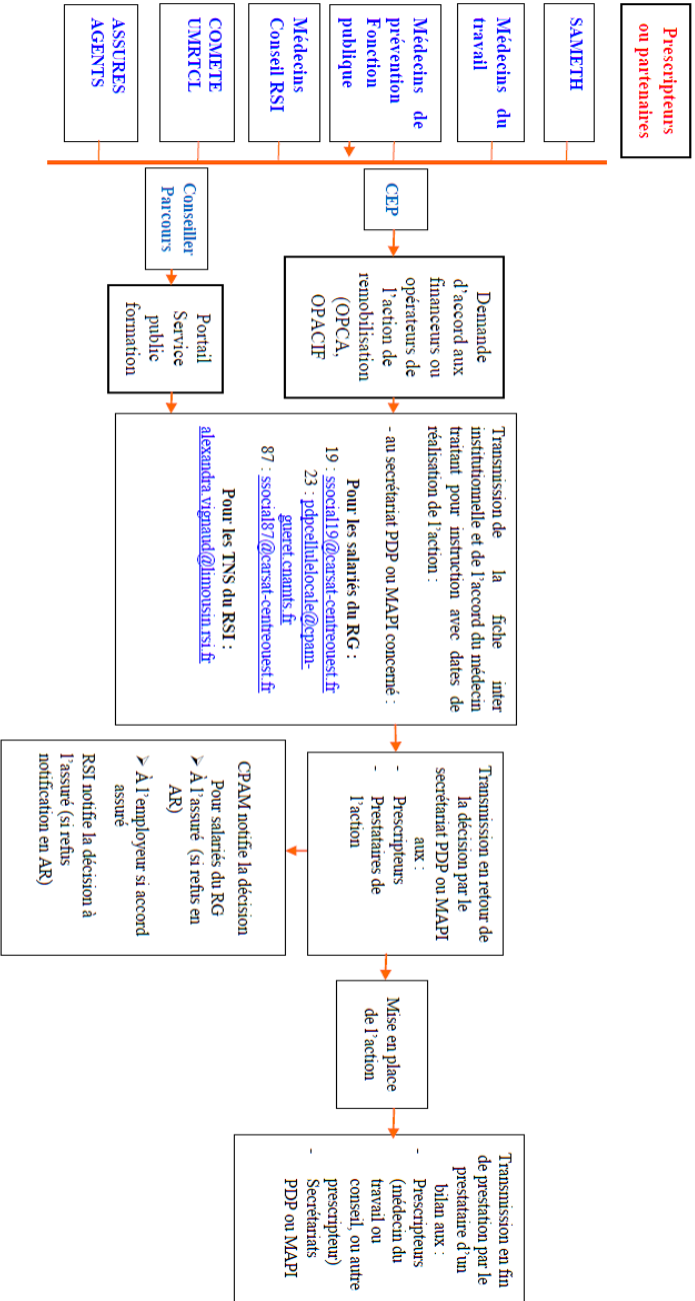 Prescripteurs
ou partenaires
SAMETH
Médecins du
travail
Médecins de
prévention
Fonction
publique
Médecins
Conseil RSI
COMETE
UMRTCL
ASSURES
AGENTS
CEP
Conseiller
Parcours
Demande
d'accord aux
financeurs ou
opérateurs de
l'action de
remobilisation
(OPCA,
OPACIF
Portail
Service
public
formation
Transmission de la fiche inter
institutionnelle et de l'accord du médecin
traitant pour instruction avec dates de
réalisation de l'action :
- au secrétariat PDP ou MAPI concerné :
Pour les salariés du RG :
19 : ssocial19@carsat-centreouest.fr
23 : pdpcellulelocale@cpam-
gueret.cnamts.fr
87 : ssocial87@carsat-centreouest.fr
Pour les TNS du RSI :
alexandra.vignaud@limousin.rsi.fr
Transmission en retour de
la décision par le
secrétariat PDP ou MAPI
aux :
- Prescripteurs
- Prestataires de
l'action
CPAM notifie la décision
Pour salariés du RG
➢ À l'assuré (si refus en
AR)
➢ À l'employeur si accord
assuré
RSI notifie la décision à
l'assuré (si refus
notification en AR)
Mise en place
de l'action
Transmission en fin
de prestation par le
prestataire d'un
bilan aux :
- Prescripteurs
(médecin du
travail ou
conseil, ou autre
prescripteur)
- Secrétariats
PDP ou MAPI